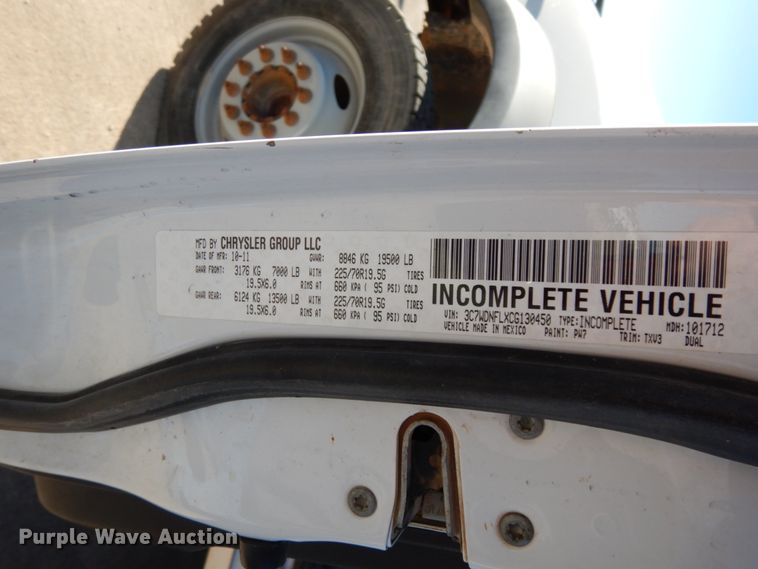 MFD BY CHRYSLER GROUP LLC
DATE OF MFR: 10-11 GVWR: 8846 KG 19500 LB
GAWR FRONT: 3176 KG 7000 LB WITH 225/70R19.5G TIRES
19.5X6.0 RIMS AT 660 KPA ( 95 PSI) COLD
GAWR REAR: 6124 KG 13500 LB WITH 225/70R19.5G TIRES
19.5X6.0 RIMS AT 660 KPA ( 95 PSI) COLD
INCOMPLETE VEHICLE
VIN: 3C7WDNFLXCG130450 TYPE: INCOMPLETE MDH: 101712
VEHICLE MADE IN MEXICO PAINT: PW7 TRIM: TXV3 DUAL
Purple Wave Auction